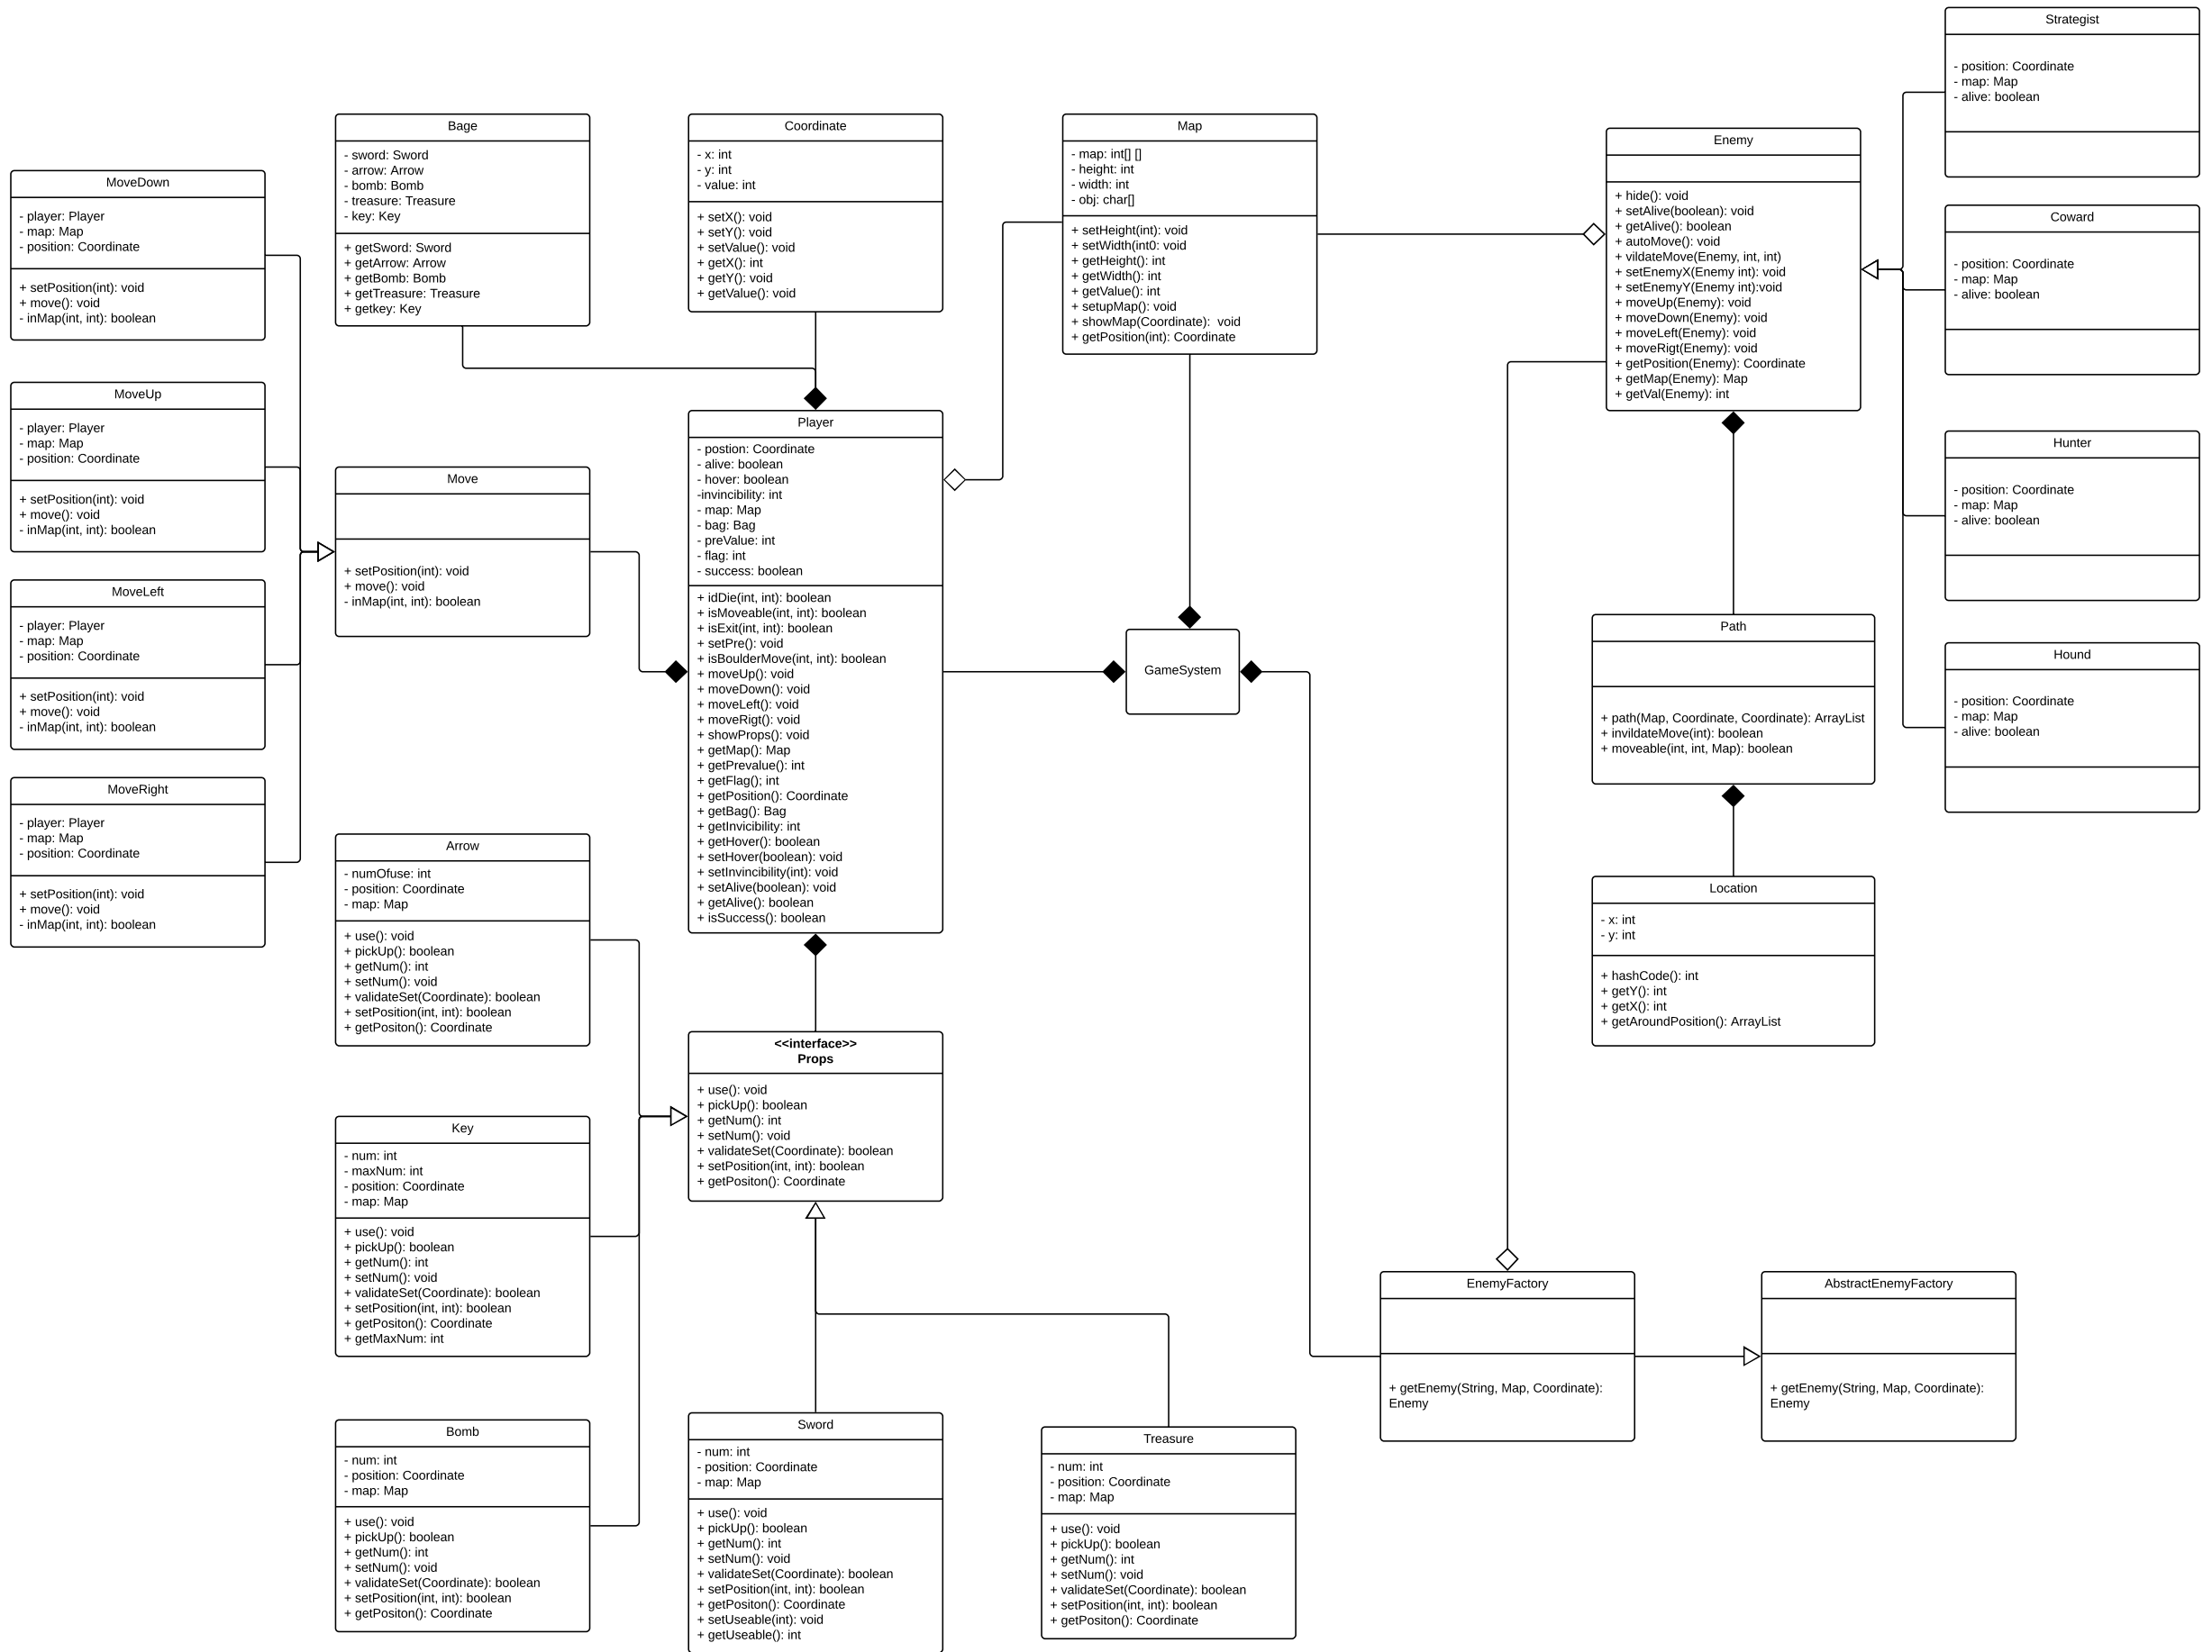 Strategist
- position: Coordinate
- map: Map
- alive: boolean
Bage
- sword: Sword
- arrow: Arrow
- bomb: Bomb
- treasure: Treasure
- key: Key
+ getSword: Sword
+ getArrow: Arrow
+ getBomb: Bomb
+ getTreasure: Treasure
+ getkey: Key
Coordinate
- x: int
- y: int
- value: int
+ setX(): void
+ setY(): void
+ setValue(): void
+ getX(): int
+ getY(): void
+ getValue(): void
Map
- map: int[] []
- height: int
- width: int
- obj: char[]
+ setHeight(int): void
+ setWidth(int0: void
+ getHeight(): int
+ getWidth(): int
+ getValue(): int
+ setupMap(): void
+ showMap(Coordinate):  void
+ getPosition(int): Coordinate
Enemy
+ hide(): void
+ setAlive(boolean): void
+ getAlive(): boolean
+ autoMove(): void
+ vildateMove(Enemy, int, int)
+ setEnemyX(Enemy int): void
+ setEnemyY(Enemy int):void
+ moveUp(Enemy): void
+ moveDown(Enemy): void
+ moveLeft(Enemy): void
+ moveRigt(Enemy): void
+ getPosition(Enemy): Coordinate
+ getMap(Enemy): Map
+ getVal(Enemy): int
MoveDown
- player: Player
- map: Map
- position: Coordinate
+ setPosition(int): void
+ move(): void
- inMap(int, int): boolean
Coward
- position: Coordinate
- map: Map
- alive: boolean
MoveUp
- player: Player
- map: Map
- position: Coordinate
+ setPosition(int): void
+ move(): void
- inMap(int, int): boolean
Move
+ setPosition(int): void
+ move(): void
- inMap(int, int): boolean
Player
- postion: Coordinate
- alive: boolean
- hover: boolean
-invincibility: int
- map: Map
- bag: Bag
- preValue: int
- flag: int
- success: boolean
+ idDie(int, int): boolean
+ isMoveable(int, int): boolean
+ isExit(int, int): boolean
+ setPre(): void
+ isBoulderMove(int, int): boolean
+ moveUp(): void
+ moveDown(): void
+ moveLeft(): void
+ moveRigt(): void
+ showProps(): void
+ getMap(): Map
+ getPrevalue(): int
+ getFlag(); int
+ getPosition(): Coordinate
+ getBag(): Bag
+ getInvicibility: int
+ getHover(): boolean
+ setHover(boolean): void
+ setInvincibility(int): void
+ setAlive(boolean): void
+ getAlive(): boolean
+ isSuccess(): boolean
GameSystem
Hunter
- position: Coordinate
- map: Map
- alive: boolean
MoveLeft
- player: Player
- map: Map
- position: Coordinate
+ setPosition(int): void
+ move(): void
- inMap(int, int): boolean
Path
+ path(Map, Coordinate, Coordinate): ArrayList
+ invildateMove(int): boolean
+ moveable(int, int, Map): boolean
Hound
- position: Coordinate
- map: Map
- alive: boolean
MoveRight
- player: Player
- map: Map
- position: Coordinate
+ setPosition(int): void
+ move(): void
- inMap(int, int): boolean
Arrow
- numOfuse: int
- position: Coordinate
- map: Map
+ use(): void
+ pickUp(): boolean
+ getNum(): int
+ setNum(): void
+ validateSet(Coordinate): boolean
+ setPosition(int, int): boolean
+ getPositon(): Coordinate
Location
- x: int
- y: int
+ hashCode(): int
+ getY(): int
+ getX(): int
+ getAroundPosition(): ArrayList
<<interface>>
Props
+ use(): void
+ pickUp(): boolean
+ getNum(): int
+ setNum(): void
+ validateSet(Coordinate): boolean
+ setPosition(int, int): boolean
+ getPositon(): Coordinate
Key
- num: int
- maxNum: int
- position: Coordinate
- map: Map
+ use(): void
+ pickUp(): boolean
+ getNum(): int
+ setNum(): void
+ validateSet(Coordinate): boolean
+ setPosition(int, int): boolean
+ getPositon(): Coordinate
+ getMaxNum: int
EnemyFactory
+ getEnemy(String, Map, Coordinate):
Enemy
AbstractEnemyFactory
+ getEnemy(String, Map, Coordinate):
Enemy
Bomb
- num: int
- position: Coordinate
- map: Map
+ use(): void
+ pickUp(): boolean
+ getNum(): int
+ setNum(): void
+ validateSet(Coordinate): boolean
+ setPosition(int, int): boolean
+ getPositon(): Coordinate
Sword
- num: int
- position: Coordinate
- map: Map
+ use(): void
+ pickUp(): boolean
+ getNum(): int
+ setNum(): void
+ validateSet(Coordinate): boolean
+ setPosition(int, int): boolean
+ getPositon(): Coordinate
+ setUseable(int): void
+ getUseable(): int
Treasure
- num: int
- position: Coordinate
- map: Map
+ use(): void
+ pickUp(): boolean
+ getNum(): int
+ setNum(): void
+ validateSet(Coordinate): boolean
+ setPosition(int, int): boolean
+ getPositon(): Coordinate